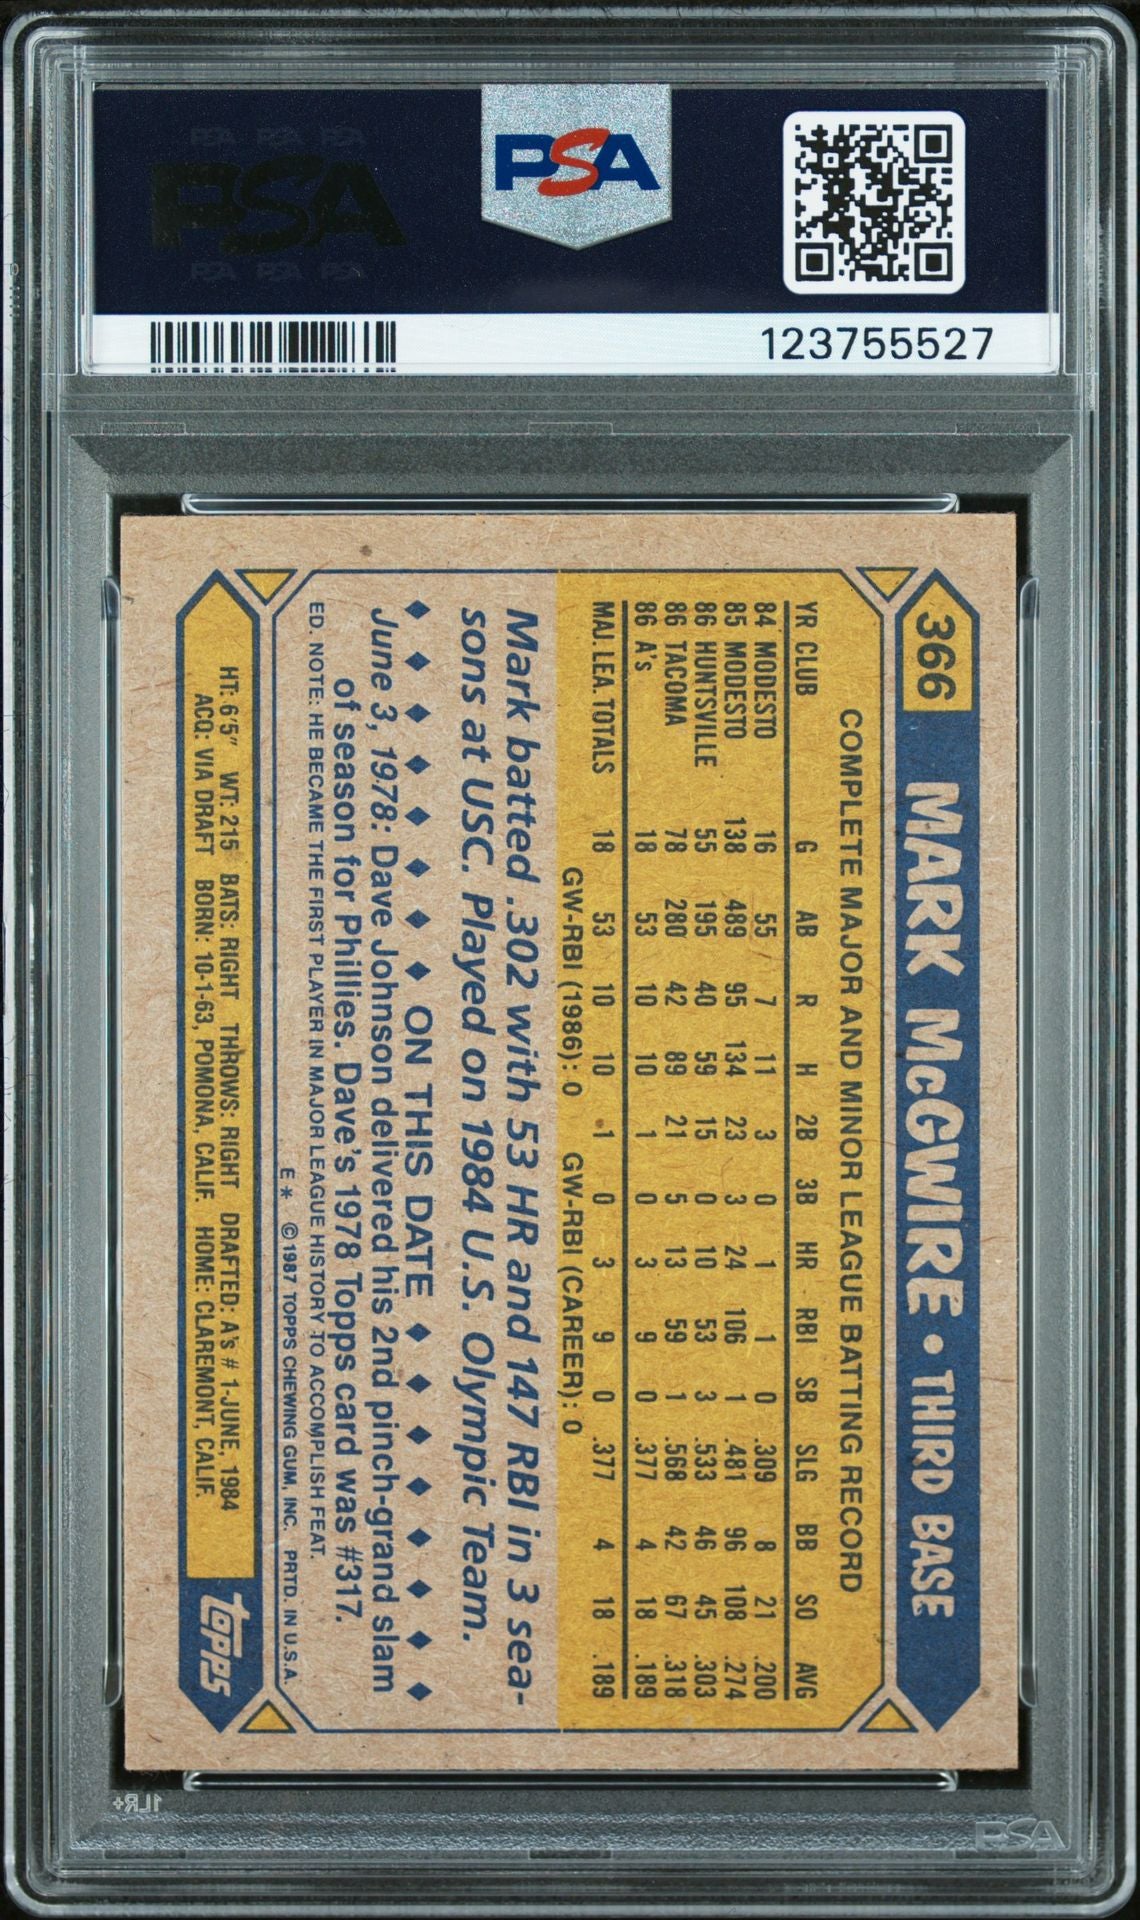 PSA PSA PSA
PSA
PSA PSA PSA
PSA
123755527
366 MARK McGWIRE • THIRD BASE
COMPLETE MAJOR AND MINOR LEAGUE BATTING RECORD
YR CLUB G AB R H 2B 3B HR RBI SB SLG BB SO AVG
84 MODESTO 16 55 7 11 3 0 1 1 0 .309 8 21 .200
85 MODESTO 138 489 95 134 23 3 24 106 1 .481 96 108 .274
86 HUNTSVILLE 55 195 40 59 15 0 10 53 3 .533 46 45 .303
86 TACOMA 78 280 42 89 21 5 13 59 1 .568 42 67 .318
86 A's 18 53 10 10 1 0 3 9 0 .377 4 18 .189
MAJ. LEA. TOTALS 18 53 10 10 1 0 3 9 0 .377 4 18 .189
GW-RBI (1986): 0 GW-RBI (CAREER): 0
Mark batted .302 with 53 HR and 147 RBI in 3 sea-
sons at USC. Played on 1984 U.S. Olympic Team.
◆ ◆ ◆ ◆ ◆ ◆ ◆ ◆ ON THIS DATE ◆ ◆ ◆ ◆ ◆ ◆ ◆ ◆
June 3, 1978: Dave Johnson delivered his 2nd pinch-grand slam
of season for Phillies. Dave's 1978 Topps card was #317.
ED. NOTE: HE BECAME THE FIRST PLAYER IN MAJOR LEAGUE HISTORY TO ACCOMPLISH FEAT.
E* © 1987 TOPPS CHEWING GUM, INC. PRTD. IN U.S.A.
HT: 6'5" WT: 215 BATS: RIGHT THROWS: RIGHT DRAFTED: A's # 1-JUNE, 1984
ACQ: VIA DRAFT BORN: 10-1-63, POMONA, CALIF. HOME: CLAREMONT, CALIF.
TOPPS
1LR+
PSA